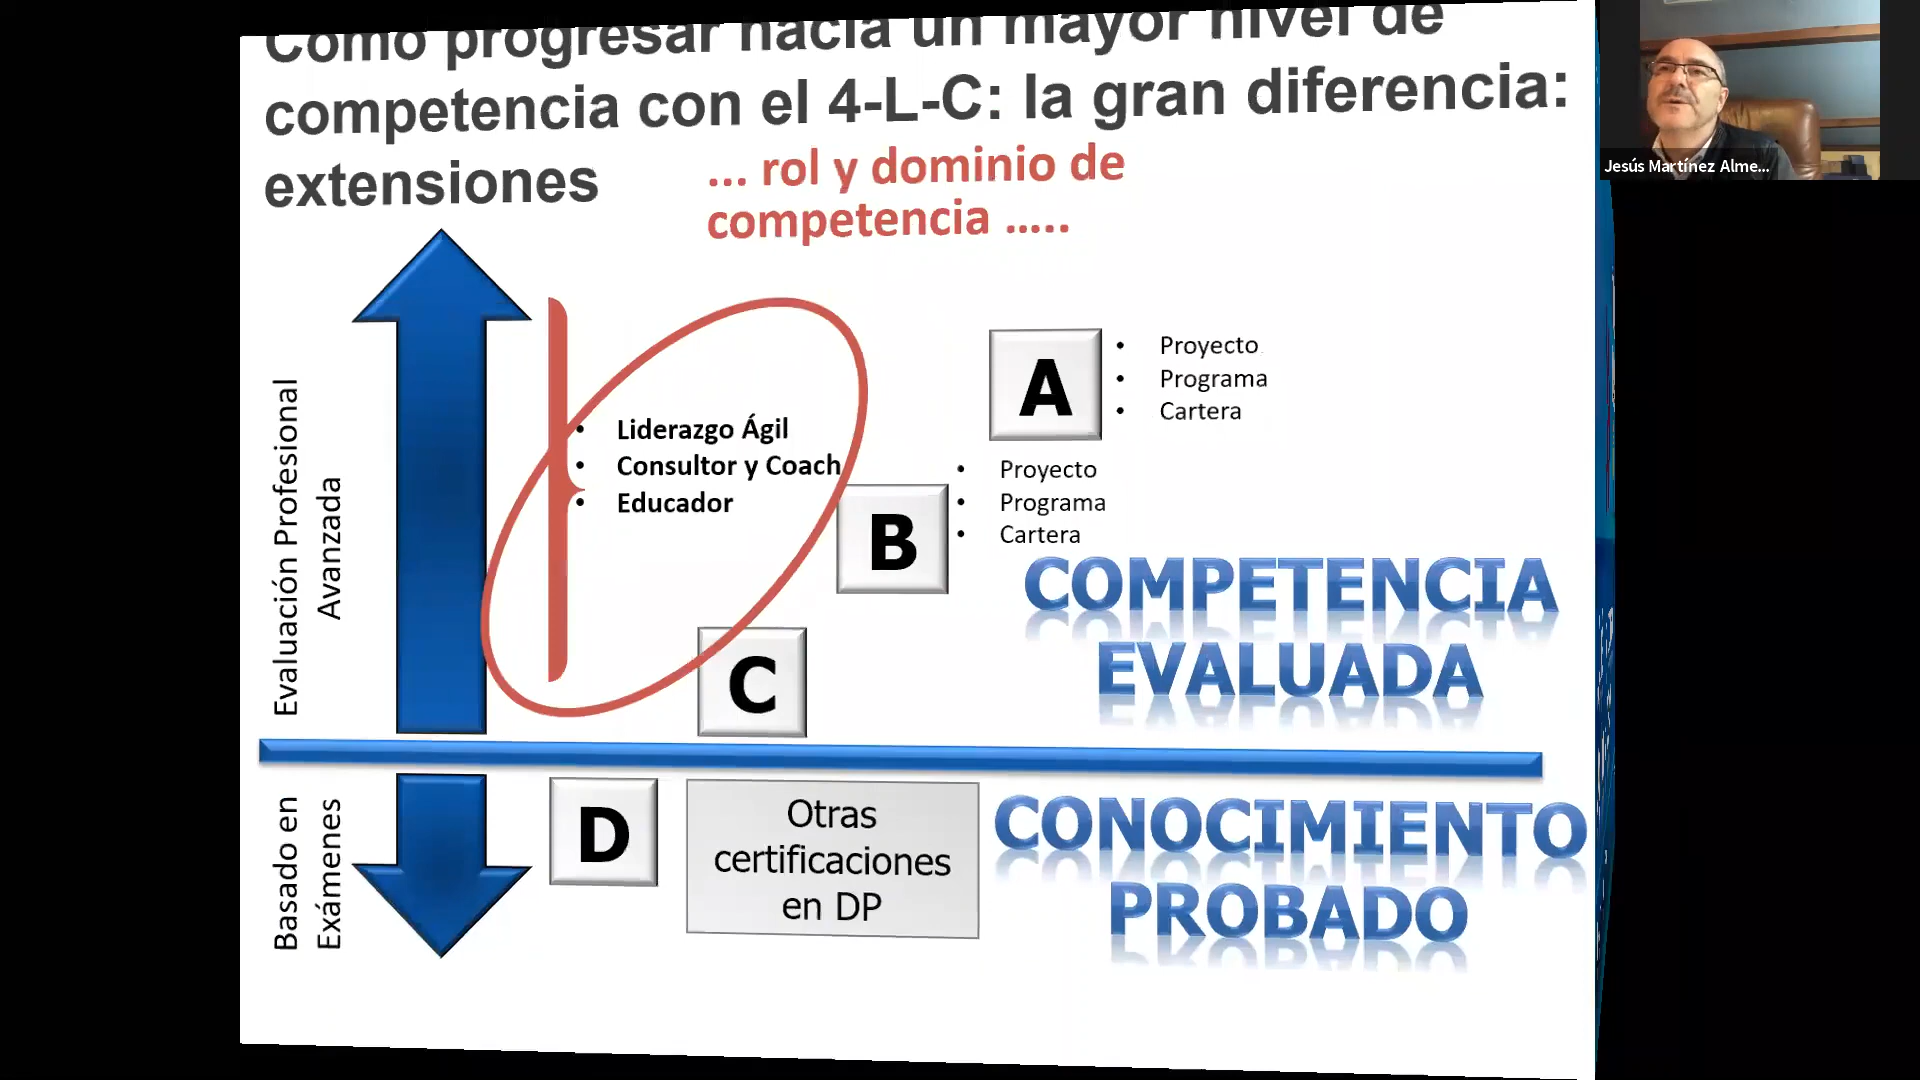 Como progresar hacia un mayor nivel de
competencia con el 4-L-C: la gran diferencia:
extensiones
... rol y dominio de
competencia .....
Jesús Martínez Alme...
Evaluación Profesional
Avanzada
• Liderazgo Ágil
• Consultor y Coach
• Educador
A
• Proyecto
• Programa
• Cartera
B
• Proyecto
• Programa
• Cartera
C
COMPETENCIA
EVALUADA
Basado en
Exámenes
D
Otras
certificaciones
en DP
CONOCIMIENTO
PROBADO